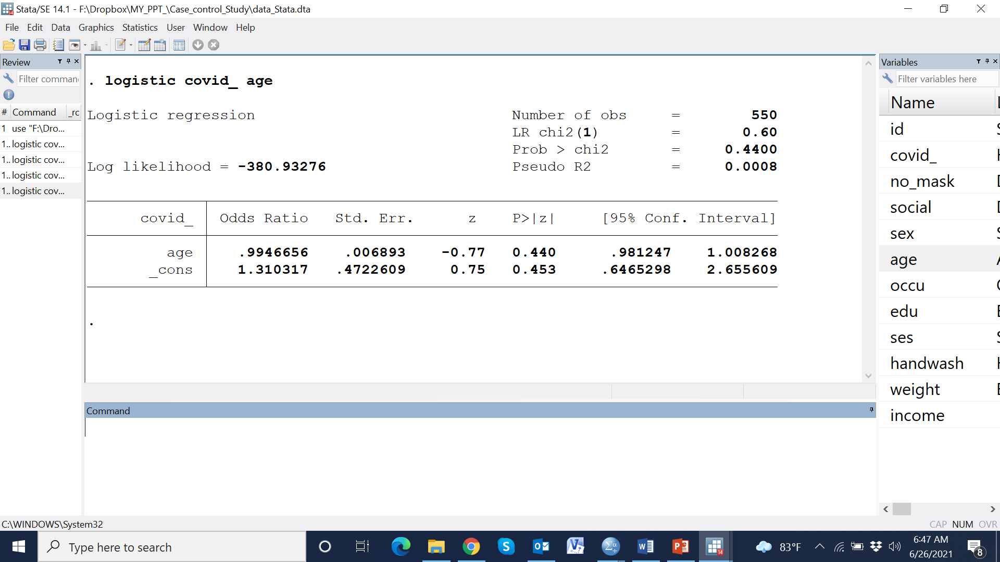 Stata/SE 14.1 - F:\Dropbox\MY_PPT_\Case_control_Study\data_Stata.dta
File Edit Data Graphics Statistics User Window Help
Review
Filter comman
# Command _rc
1 use "F:\Dro...
1.. logistic cov...
1.. logistic cov...
1.. logistic cov...
1.. logistic cov...
. logistic covid_ age
Logistic regression Number of obs = 550
LR chi2(1) = 0.60
Prob > chi2 = 0.4400
Log likelihood = -380.93276 Pseudo R2 = 0.0008
covid_ Odds Ratio Std. Err. z P>|z| [95% Conf. Interval]
age .9946656 .006893 -0.77 0.440 .981247 1.008268
_cons 1.310317 .4722609 0.75 0.453 .6465298 2.655609
.
Command
Variables
Filter variables here
Name
id
covid_
no_mask
social
sex
age
occu
edu
ses
handwash
weight
income
C:\WINDOWS\System32
CAP NUM OVR
Type here to search
83°F
6:47 AM
6/26/2021
8